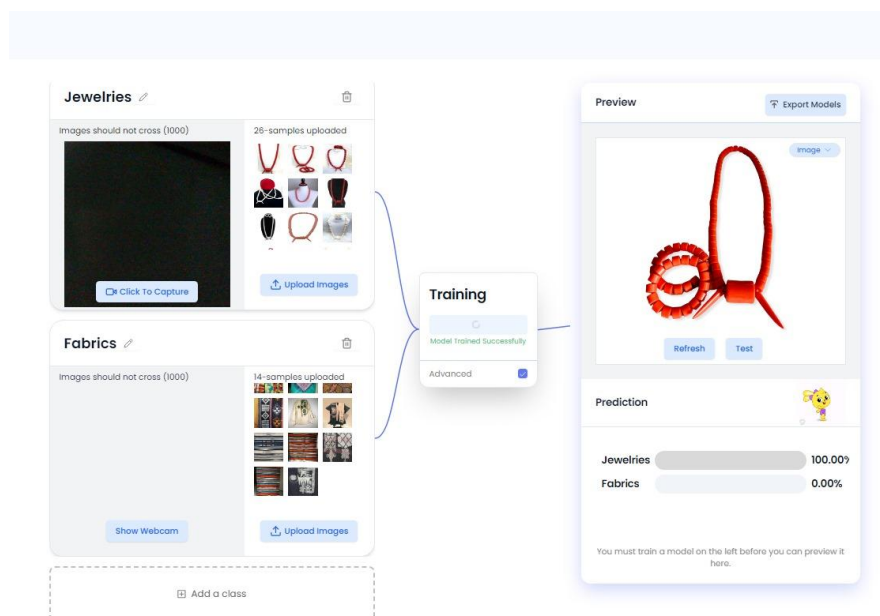 Jewelries
Images should not cross (1000)
26-samples uploaded
Click To Capture
Upload Images
Fabrics
Images should not cross (1000)
14-samples uploaded
Show Webcam
Upload Images
Add a class
Training
Model Trained Successfully
Advanced
Preview
Export Models
Image
Refresh
Test
Prediction
Jewelries 100.00%
Fabrics 0.00%
You must train a model on the left before you can preview it
here.